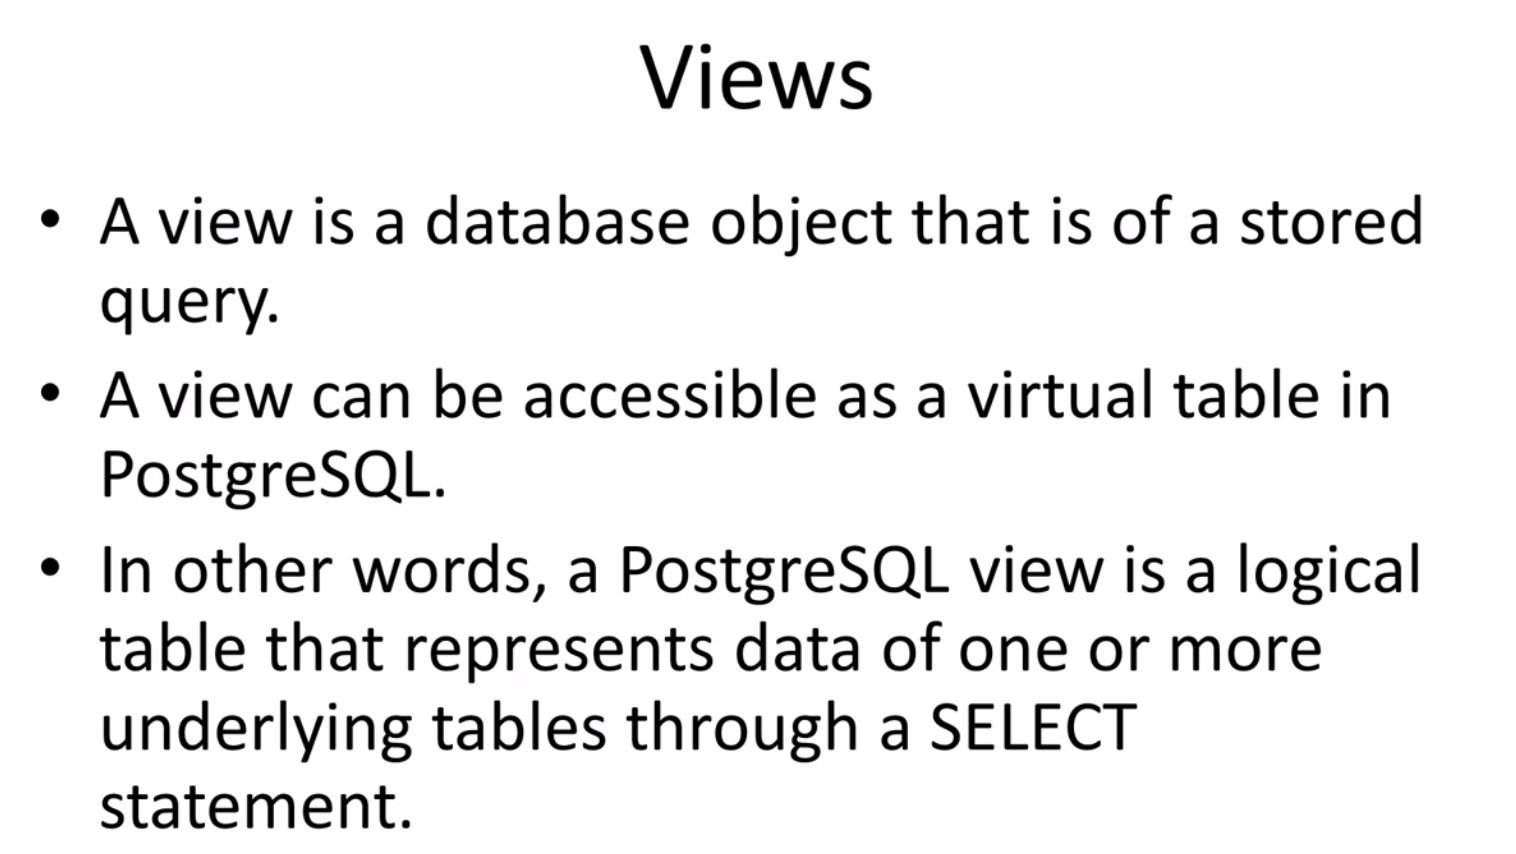 Views
• A view is a database object that is of a stored
query.
• A view can be accessible as a virtual table in
PostgreSQL.
• In other words, a PostgreSQL view is a logical
table that represents data of one or more
underlying tables through a SELECT
statement.